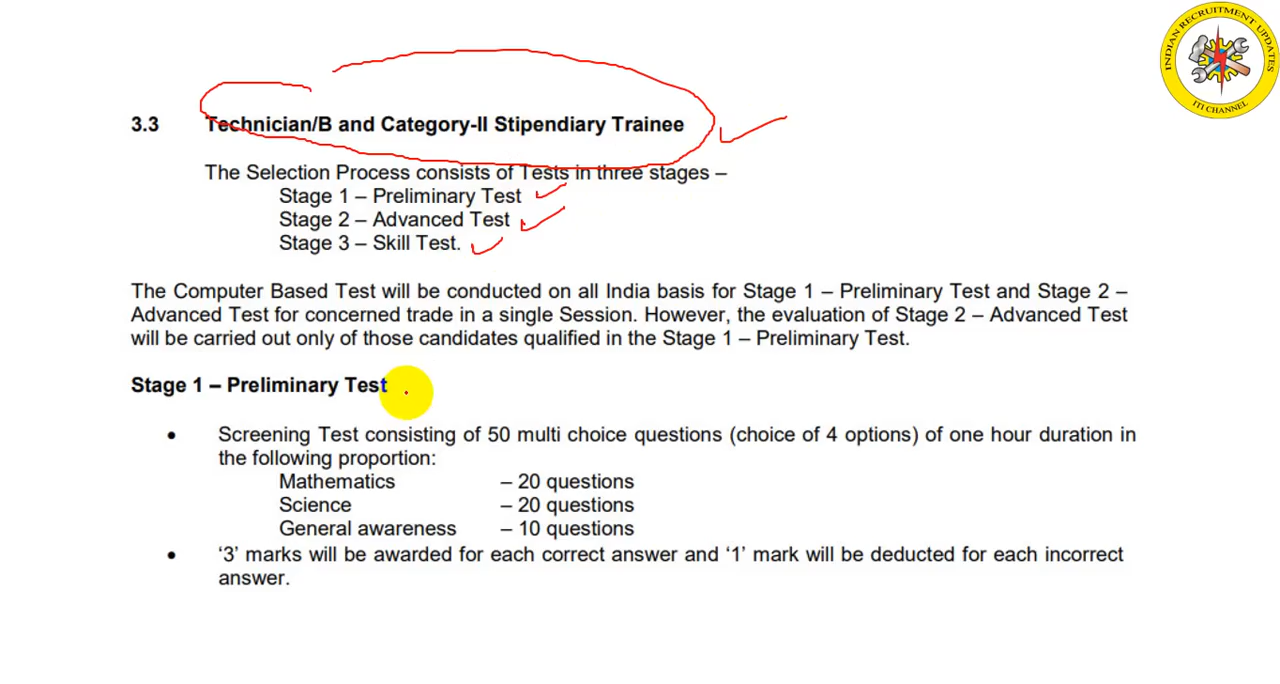 INDIAN RECRUITMENT UPDATES
ITI CHANNEL
3.3 Technician/B and Category-II Stipendiary Trainee
The Selection Process consists of Tests in three stages –
Stage 1 – Preliminary Test
Stage 2 – Advanced Test
Stage 3 – Skill Test.
The Computer Based Test will be conducted on all India basis for Stage 1 – Preliminary Test and Stage 2 –
Advanced Test for concerned trade in a single Session. However, the evaluation of Stage 2 – Advanced Test
will be carried out only of those candidates qualified in the Stage 1 – Preliminary Test.
Stage 1 – Preliminary Test
• Screening Test consisting of 50 multi choice questions (choice of 4 options) of one hour duration in
the following proportion:
Mathematics – 20 questions
Science – 20 questions
General awareness – 10 questions
• ‘3’ marks will be awarded for each correct answer and ‘1’ mark will be deducted for each incorrect
answer.